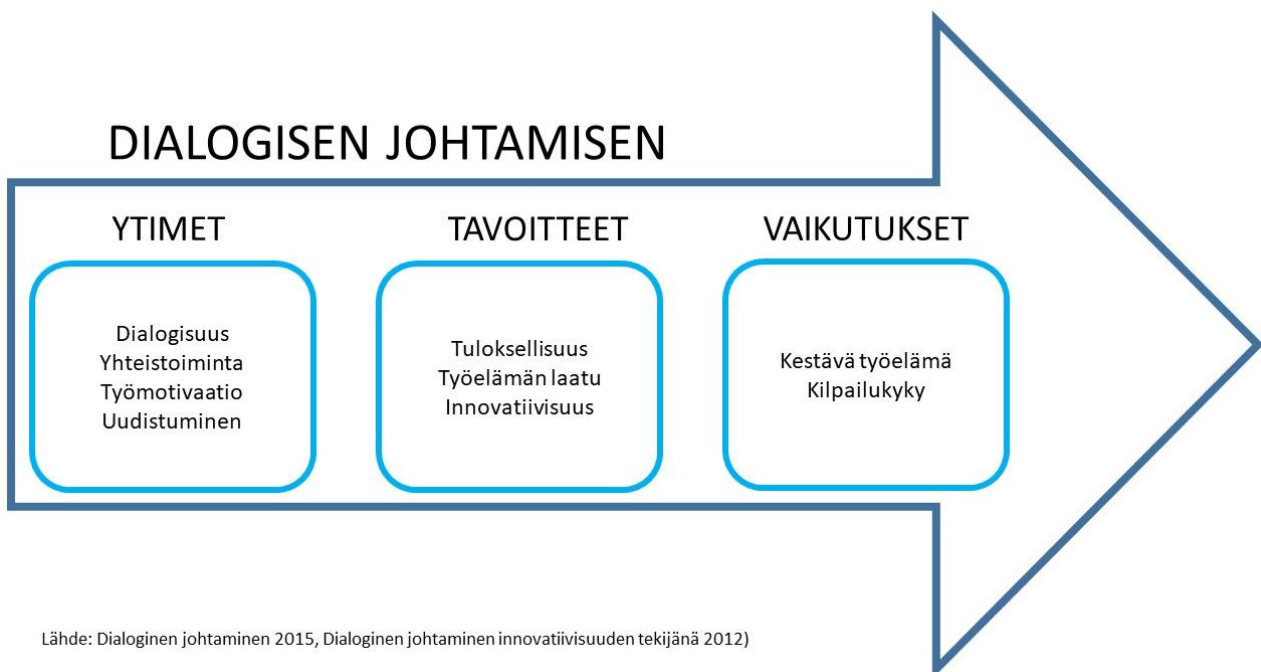 DIALOGISEN JOHTAMISEN
YTIMET
Dialogisuus
Yhteistoiminta
Työmotivaatio
Uudistuminen
TAVOITTEET
Tuloksellisuus
Työelämän laatu
Innovatiivisuus
VAIKUTUKSET
Kestävä työelämä
Kilpailukyky
Lähde: Dialoginen johtaminen 2015, Dialoginen johtaminen innovatiivisuuden tekijänä 2012)